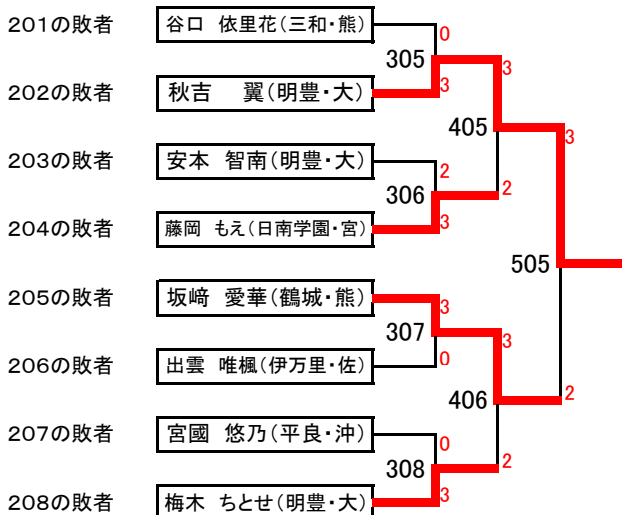 201の敗者 谷口 依里花(三和・熊)
0
305
3
202の敗者 秋吉 翼(明豊・大)
3
405
3
203の敗者 安本 智南(明豊・大)
2
306
2
204の敗者 藤岡 もえ(日南学園・宮)
3
505
205の敗者 坂﨑 愛華(鶴城・熊)
3
307
3
206の敗者 出雲 唯楓(伊万里・佐)
0
406
2
207の敗者 宮國 悠乃(平良・沖)
0
308
2
208の敗者 梅木 ちとせ(明豊・大)
3